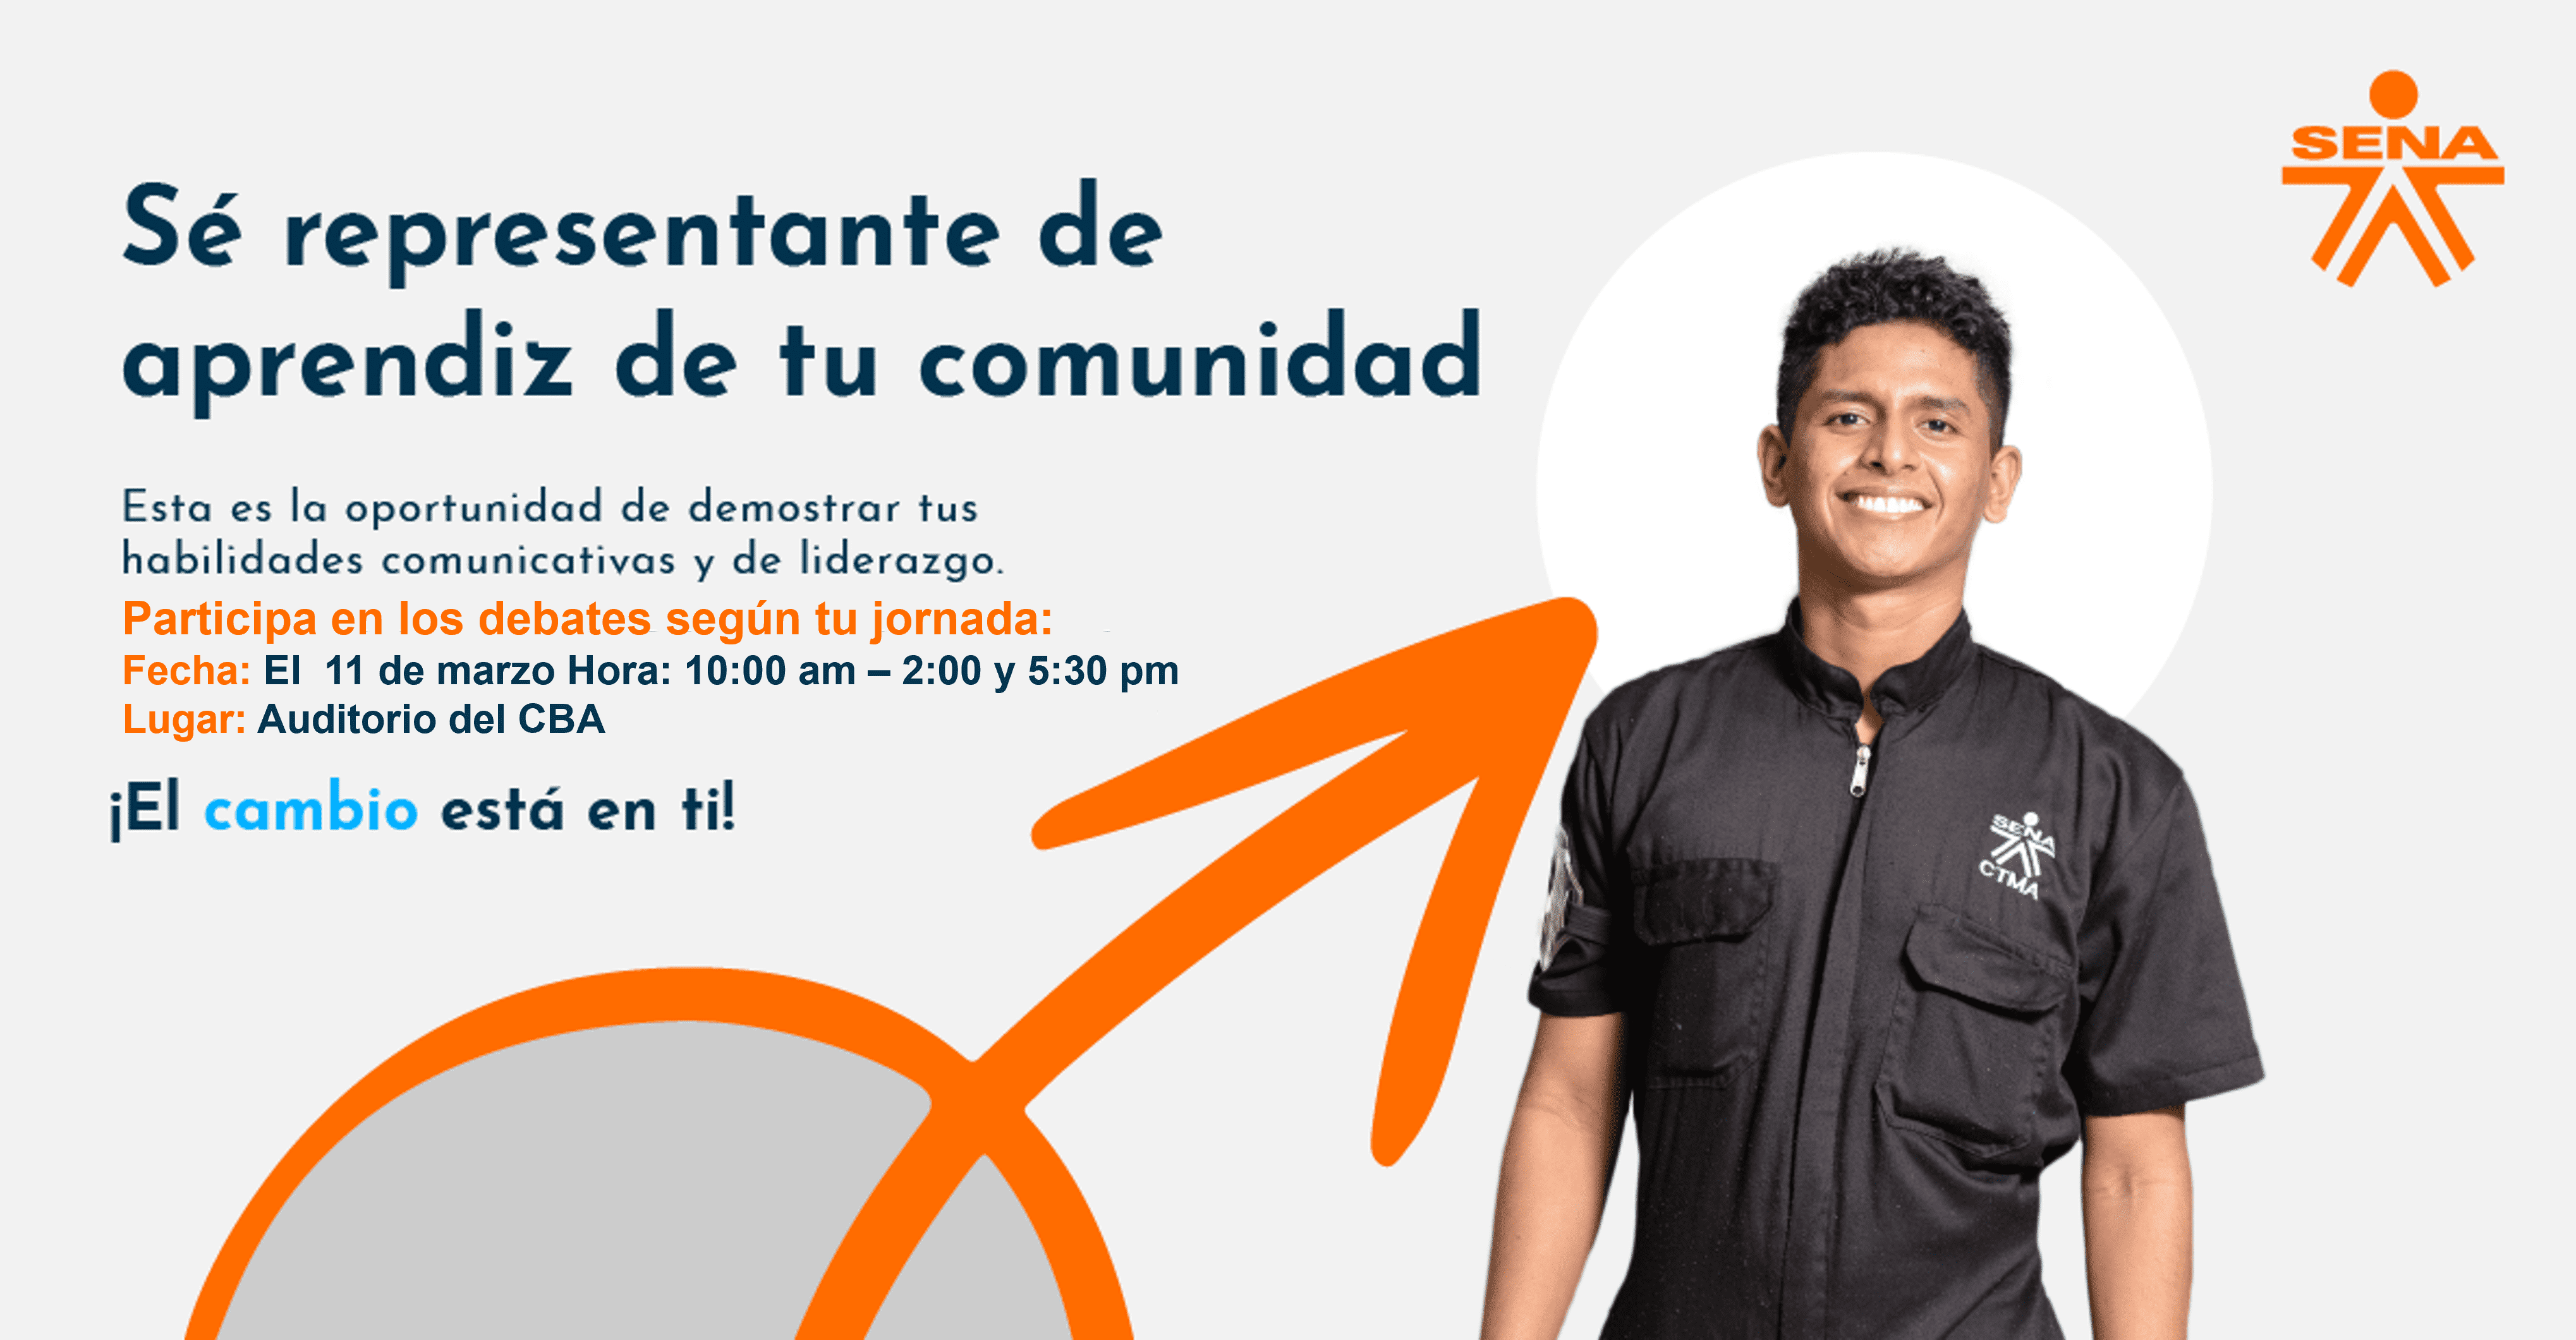 SENA
Sé representante de
aprendiz de tu comunidad
Esta es la oportunidad de demostrar tus
habilidades comunicativas y de liderazgo.
Participa en los debates según tu jornada:
Fecha: El  11 de marzo Hora: 10:00 am – 2:00 y 5:30 pm
Lugar: Auditorio del CBA
¡El cambio está en ti!
SENA
CTMA